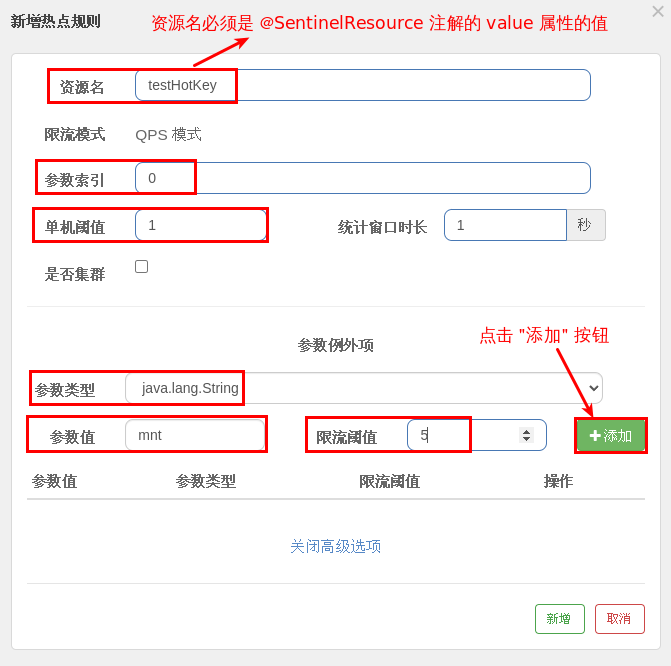 新增热点规则
资源名必须是 @SentinelResource 注解的 value 属性的值
×
资源名 testHotKey
限流模式 QPS 模式
参数索引 0
单机阈值 1 统计窗口时长 1 秒
是否集群
参数例外项
点击 "添加" 按钮
参数类型 java.lang.String
参数值 mnt 限流阈值 5 +添加
参数值 参数类型 限流阈值 操作
关闭高级选项
新增 取消